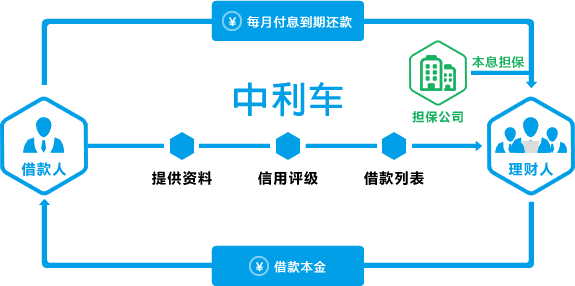 ¥ 每月付息到期还款
本息担保
担保公司
中利车
借款人
理财人
提供资料
信用评级
借款列表
¥ 借款本金